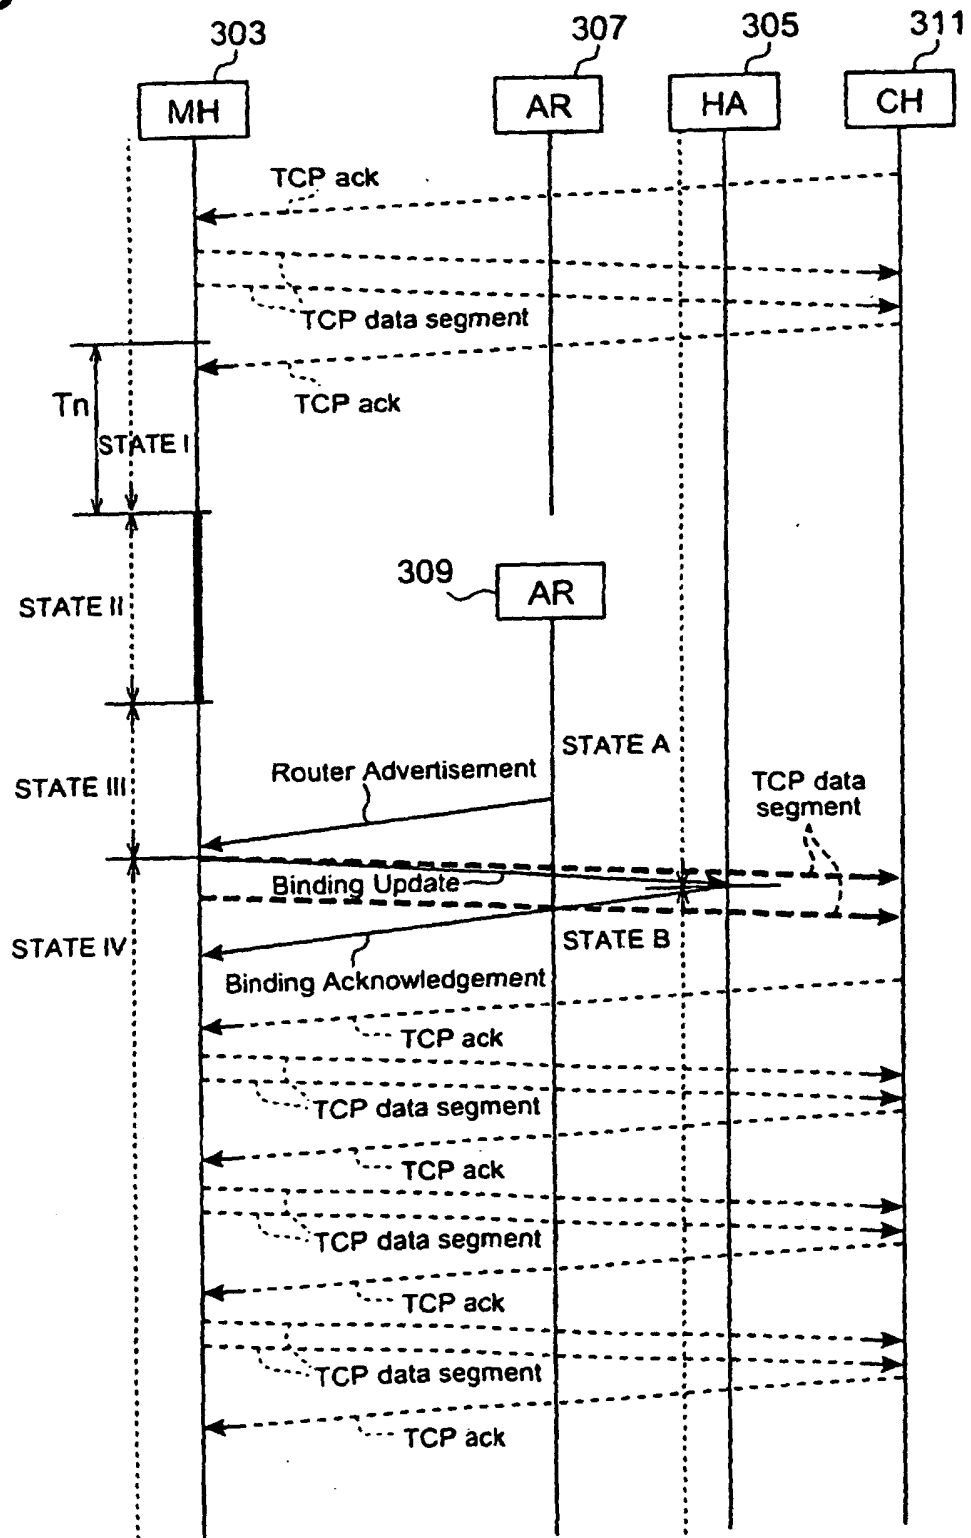 303
307
305
311
MH
AR
HA
CH
TCP ack
TCP data segment
TCP ack
Tn
STATE I
309
AR
STATE II
STATE A
Router Advertisement
TCP data
segment
STATE III
Binding Update
STATE B
STATE IV
Binding Acknowledgement
TCP ack
TCP data segment
TCP ack
TCP data segment
TCP ack
TCP data segment
TCP ack